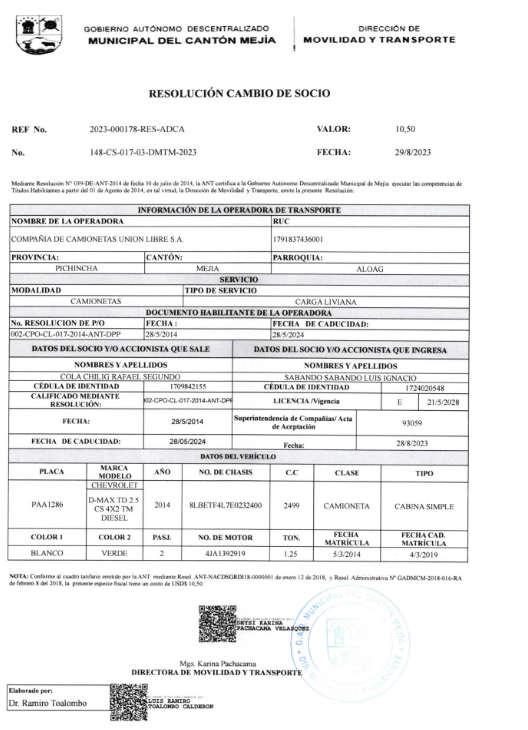 GOBIERNO AUTÓNOMO DESCENTRALIZADO
MUNICIPAL DEL CANTÓN MEJÍA
DIRECCIÓN DE
MOVILIDAD Y TRANSPORTE
RESOLUCIÓN CAMBIO DE SOCIO
REF No. 2023-000178-RES-ADCA VALOR: 10,50
No. 148-CS-017-03-DMTM-2023 FECHA: 29/8/2023
Mediante Resolución N° 039-DE-ANT-2014 de fecha 30 de julio de 2014, la ANT certifica a la Gobierno Autónomo Descentralizado Municipal de Mejia ejecutar las competencias de
Títulos Habilitantes a partir del 01 de Agosto de 2014, en tal virtud, la Dirección de Movilidad y Transporte, emite la presente Resolución:
INFORMACIÓN DE LA OPERADORA DE TRANSPORTE
NOMBRE DE LA OPERADORA RUC
COMPAÑIA DE CAMIONETAS UNION LIBRE S.A. 1791837436001
PROVINCIA: CANTÓN: PARROQUIA:
PICHINCHA MEJIA ALOAG
SERVICIO
MODALIDAD TIPO DE SERVICIO
CAMIONETAS CARGA LIVIANA
DOCUMENTO HABILITANTE DE LA OPERADORA
No. RESOLUCION DE P/O FECHA : FECHA DE CADUCIDAD:
002-CPO-CL-017-2014-ANT-DPP 28/5/2014 28/5/2024
DATOS DEL SOCIO Y/O ACCIONISTA QUE SALE DATOS DEL SOCIO Y/O ACCIONISTA QUE INGRESA
NOMBRES Y APELLIDOS NOMBRES Y APELLIDOS
COLA CHILIG RAFAEL SEGUNDO SABANDO SABANDO LUIS IGNACIO
CÉDULA DE IDENTIDAD 1709842155 CÉDULA DE IDENTIDAD 1724020548
CALIFICADO MEDIANTE
RESOLUCIÓN: 002-CPO-CL-017-2014-ANT-DPP LICENCIA /Vigencia E 21/5/2028
FECHA: 28/5/2014 Superintendencia de Compañías/ Acta
de Aceptación 93059
FECHA DE CADUCIDAD: 28/05/2024 Fecha: 28/8/2023
DATOS DEL VEHÍCULO
PLACA MARCA
MODELO AÑO NO. DE CHASIS C.C CLASE TIPO
CHEVROLET
PAA1286 D-MAX TD 2.5
CS 4X2 TM
DIESEL 2014 8LBETF4L7E0232400 2499 CAMIONETA CABINA SIMPLE
COLOR 1 COLOR 2 PASJ. NO. DE MOTOR TON. FECHA
MATRÍCULA FECHA CAD.
MATRÍCULA
BLANCO VERDE 2 4JA1392919 1.25 5/3/2014 4/3/2019
NOTA: Conforme al cuadro tarifario remitido por la ANT mediante Resol. ANT-NACDSGRDI18-0000001 de enero 12 de 2018, y Resol. Administrativa N° GADMCM-2018-016-RA
de febrero 8 del 2018, la presente especie fiscal tiene un costo de USD$ 10,50.
DEYSI KARINA
PACHACAMA VELASQUEZ
Mgs. Karina Pachacama
DIRECTORA DE MOVILIDAD Y TRANSPORTE
Elaborado por:
Dr. Ramiro Toalombo
LUIS RAMIRO
TOALOMBO CALDERON